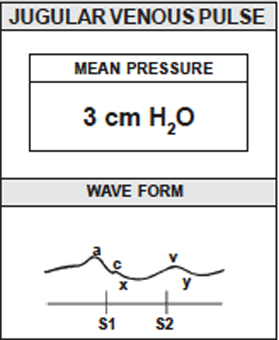 JUGULAR VENOUS PULSE
MEAN PRESSURE
3 cm H₂O
WAVE FORM
a c x v y
S1 S2